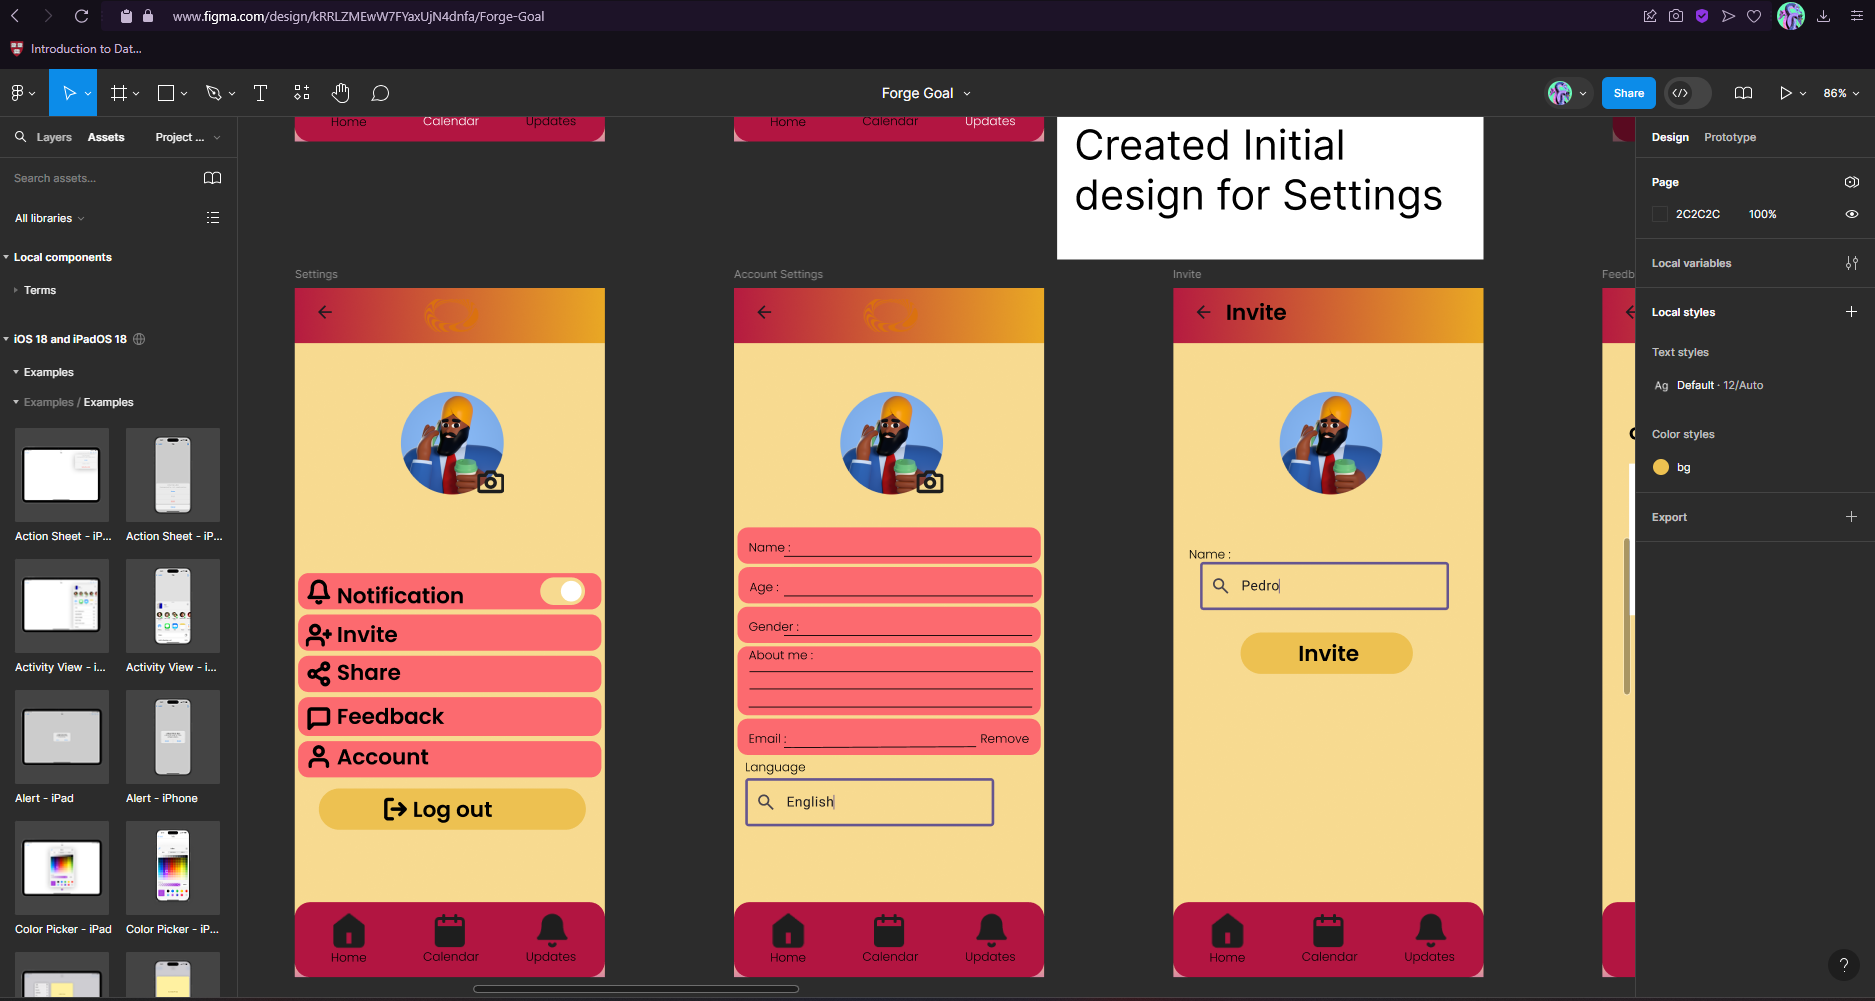 www.figma.com/design/kRRLZMEwW7FYaxUjN4dnfa/Forge-Goal
Introduction to Dat...
Forge Goal
Share
86%
Layers
Assets
Project ...
Search assets...
All libraries
Local components
Terms
iOS 18 and iPadOS 18
Examples
Examples / Examples
Action Sheet - iP...
Action Sheet - iP...
Activity View - i...
Activity View - i...
Alert - iPad
Alert - iPhone
Color Picker - iPad
Color Picker - iP...
Home
Calendar
Updates
Home
Calendar
Updates
Created Initial
design for Settings
Settings
Notification
Invite
Share
Feedback
Account
Log out
Home
Calendar
Updates
Account Settings
Name :
Age :
Gender :
About me :
Email :
Remove
Language
English
Home
Calendar
Updates
Invite
Invite
Name :
Pedro
Invite
Home
Calendar
Updates
Feedb
Design
Prototype
Page
2C2C2C
100%
Local variables
Local styles
Text styles
Ag
Default · 12/Auto
Color styles
bg
Export
?